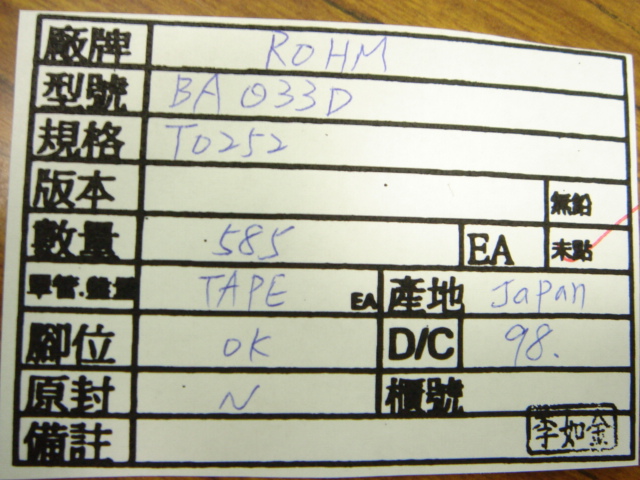 廠牌 ROHM
型號 BA033D
規格 TO252
版本 無鉛
數量 585 EA 未點
單管.盤重 TAPE EA 產地 Japan
腳位 OK D/C 98.
原封 N 櫃號
備註 李如金